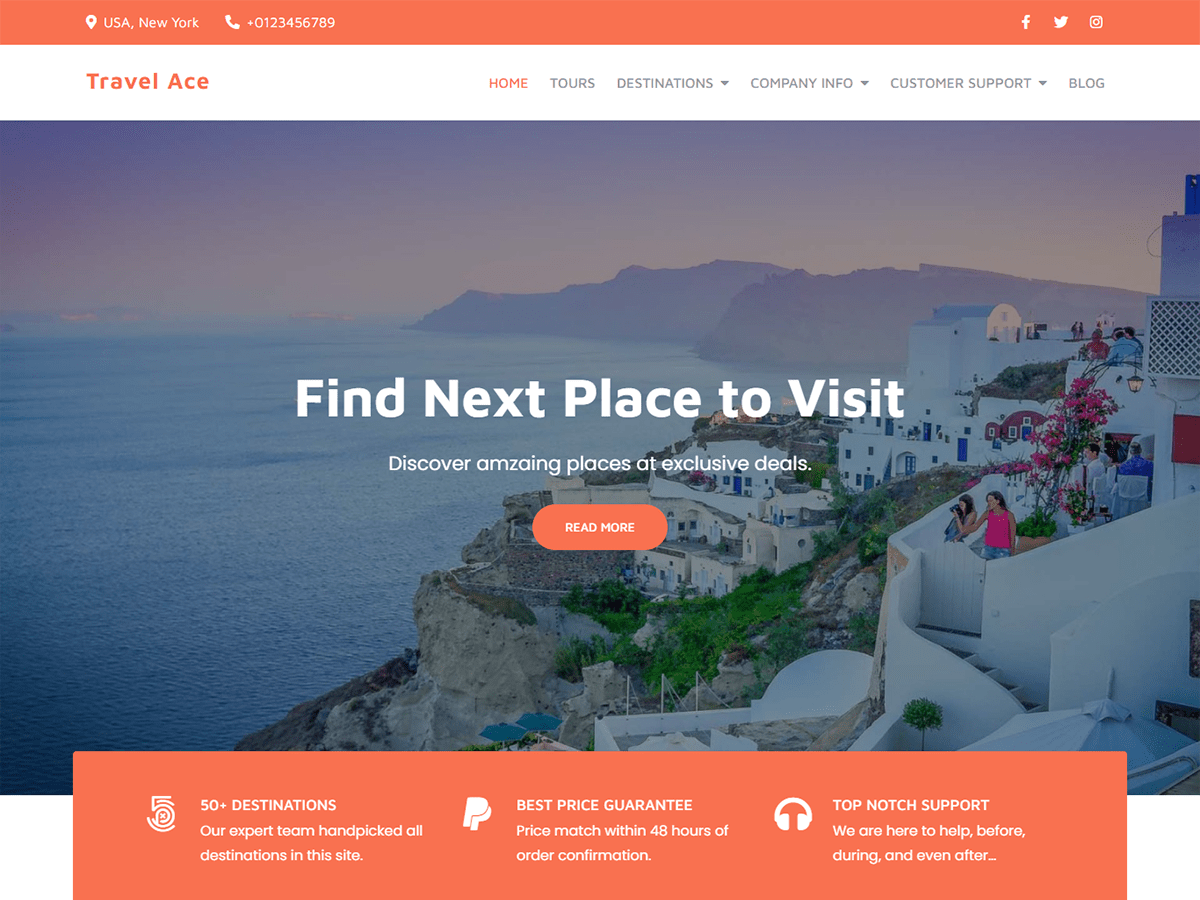 USA, New York +0123456789
Travel Ace
HOME TOURS DESTINATIONS COMPANY INFO CUSTOMER SUPPORT BLOG
Find Next Place to Visit
Discover amzaing places at exclusive deals.
READ MORE
50+ DESTINATIONS
Our expert team handpicked all
destinations in this site.
BEST PRICE GUARANTEE
Price match within 48 hours of
order confirmation.
TOP NOTCH SUPPORT
We are here to help, before,
during, and even after...